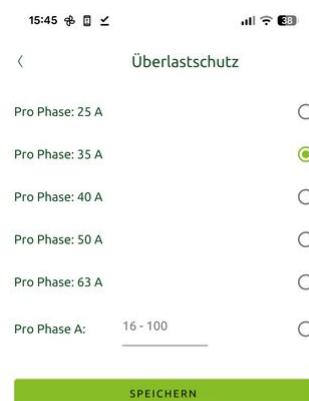 15:45
38
Überlastschutz
Pro Phase: 25 A
Pro Phase: 35 A
Pro Phase: 40 A
Pro Phase: 50 A
Pro Phase: 63 A
Pro Phase A: 16 - 100
SPEICHERN